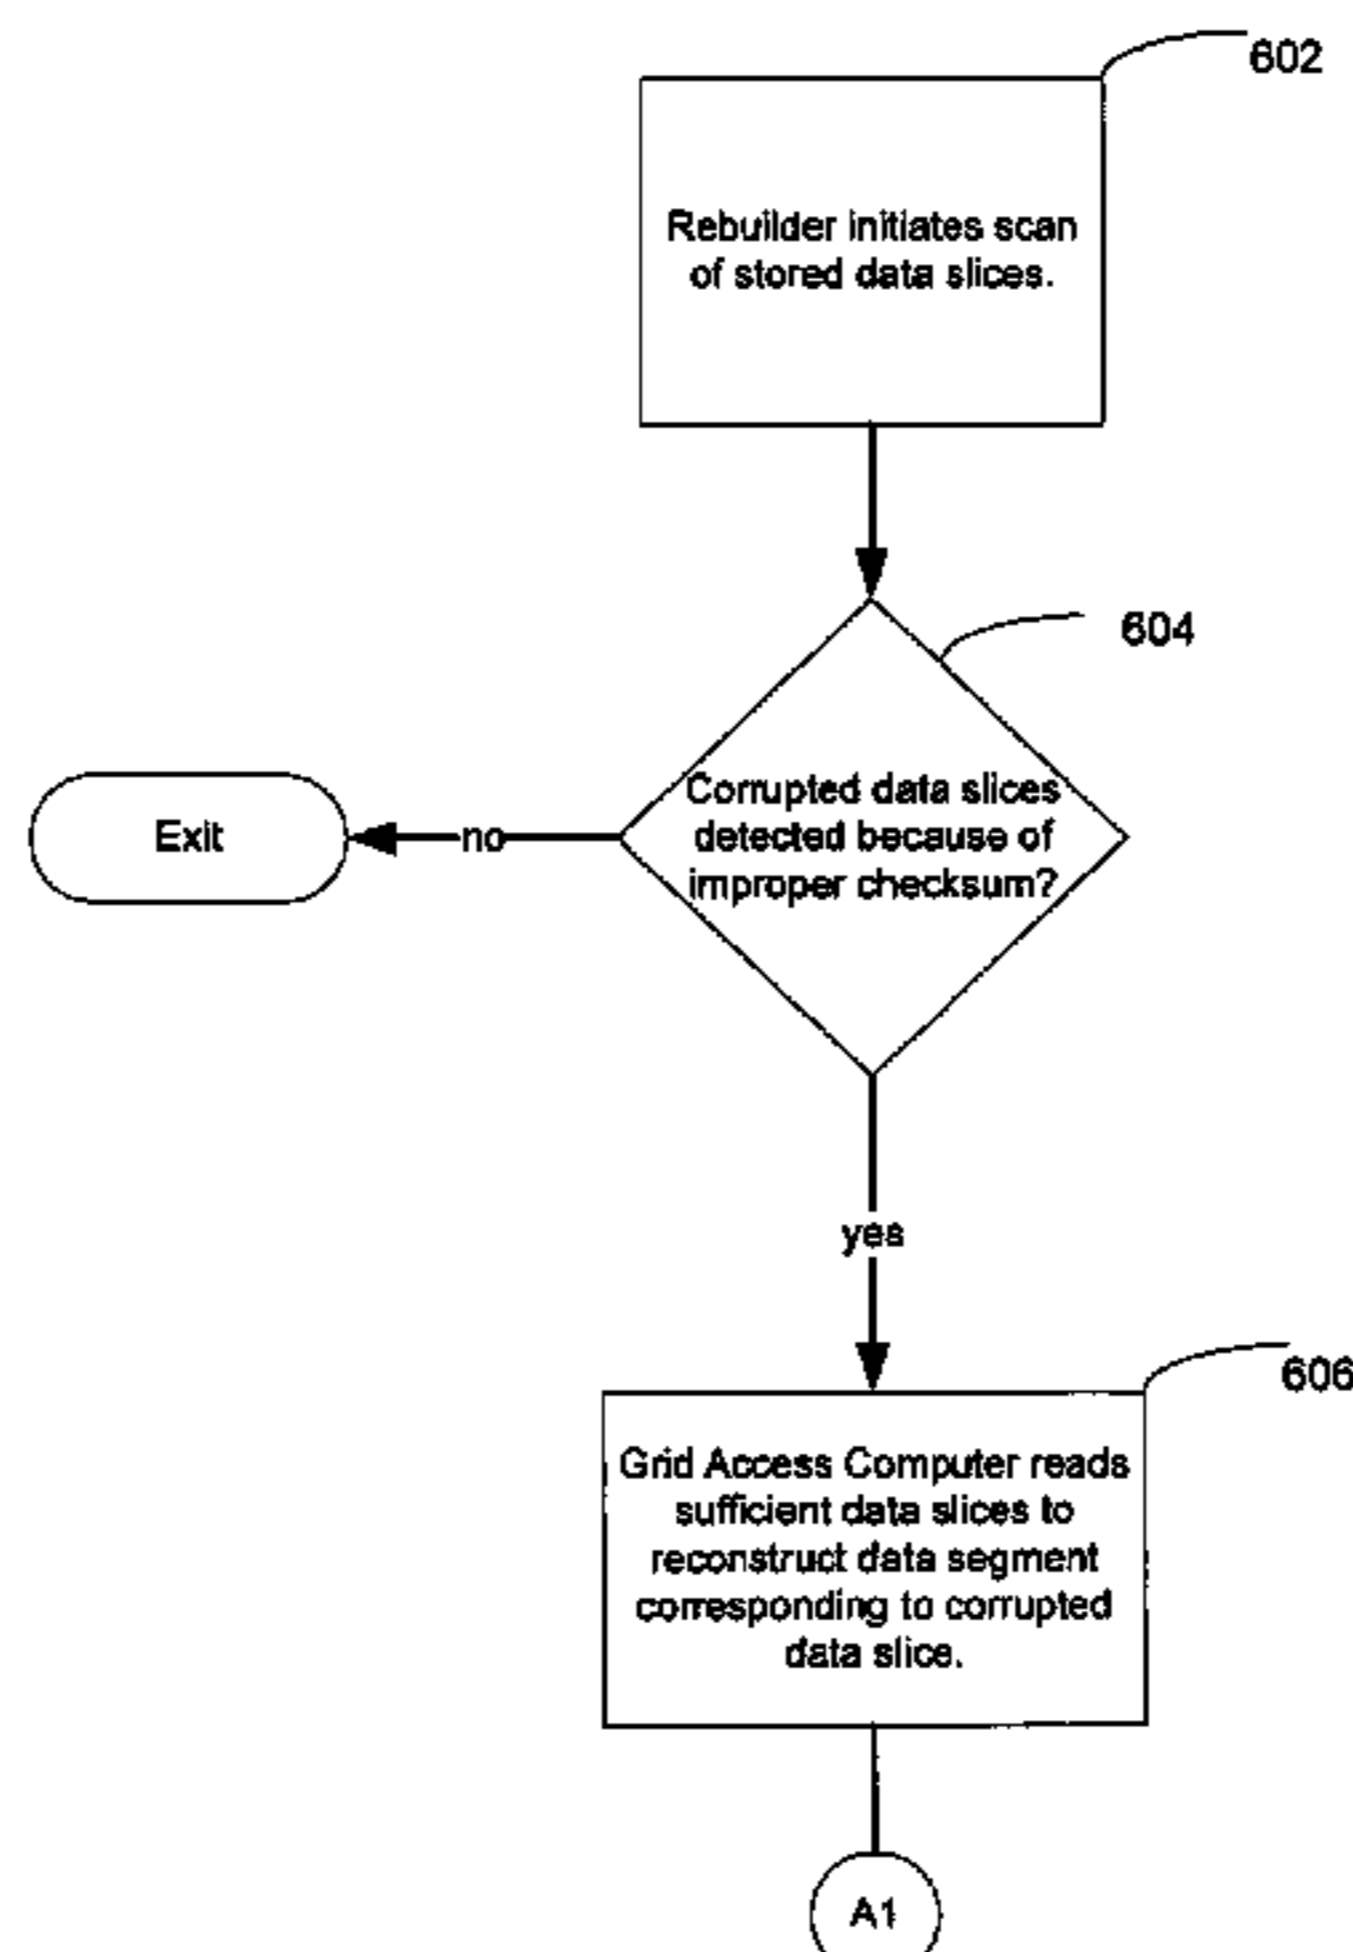 602
Rebuilder initiates scan
of stored data slices.
604
Corrupted data slices
detected because of
improper checksum?
no
Exit
yes
606
Grid Access Computer reads
sufficient data slices to
reconstruct data segment
corresponding to corrupted
data slice.
A1